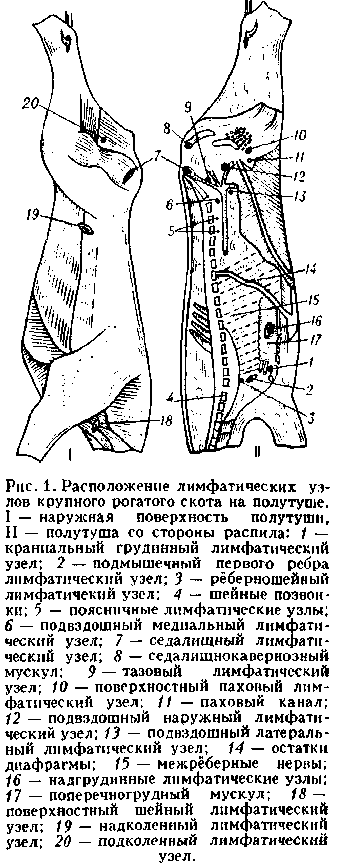 20
19
7
18
I
9
8
10
11
12
6
13
5
14
15
16
17
1
2
4
3
II
Рис. 1. Расположение лимфатических уз-
лов крупного рогатого скота на полутуше.
I — наружная поверхность полутуши,
II — полутуша со стороны распила: 1 —
краниальный грудинный лимфатический
узел; 2 — подмышечный первого ребра
лимфатический узел; 3 — рёберношейный
лимфатический узел; 4 — шейные позвон-
ки; 5 — поясничные лимфатические узлы;
6 — подвздошный медиальный лимфати-
ческий узел; 7 — седалищный лимфати-
ческий узел; 8 — седалищнокавернозный
мускул; 9 — тазовый лимфатический
узел; 10 — поверхностный паховый лим-
фатический узел; 11 — паховый канал;
12 — подвздошный наружный лимфати-
ческий узел; 13 — подвздошный латераль-
ный лимфатический узел; 14 — остатки
диафрагмы; 15 — межрёберные нервы;
16 — надгрудинные лимфатические узлы;
17 — поперечногрудный мускул; 18 —
поверхностный шейный лимфатический
узел; 19 — надколенный лимфатический
узел; 20 — подколенный лимфатический
узел.